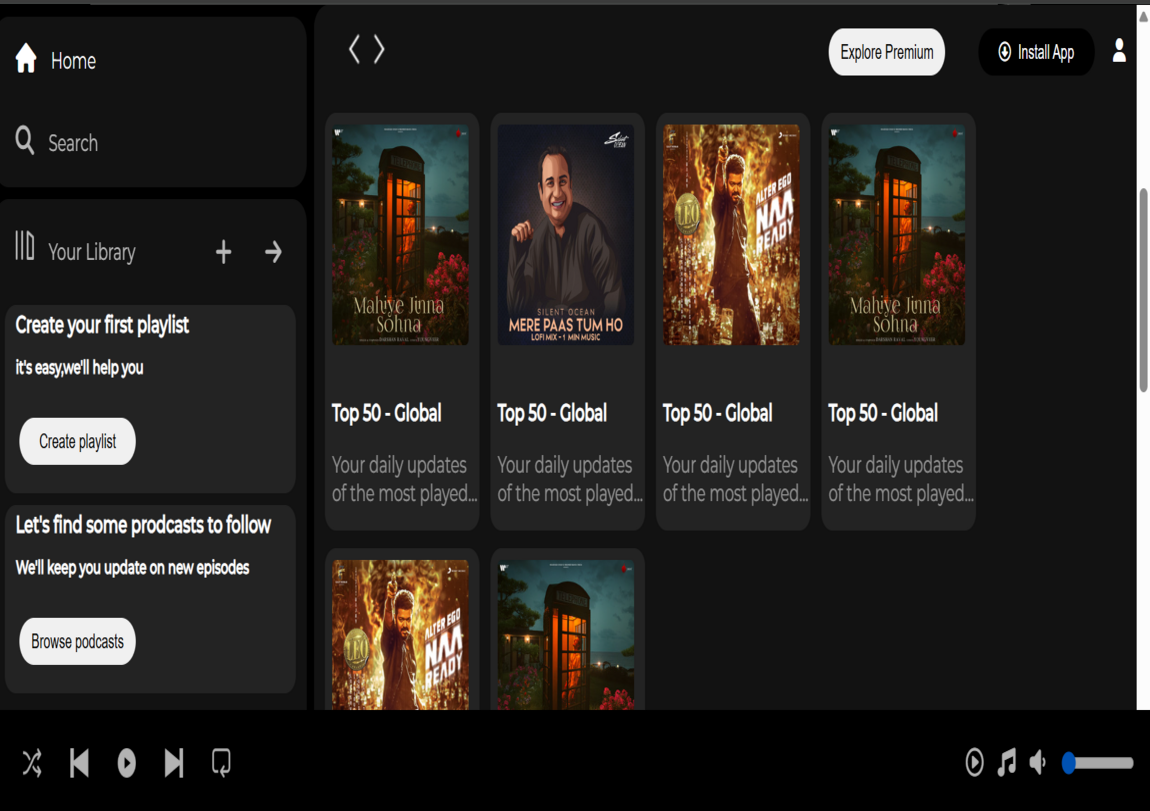 Home
Search
Your Library
Create your first playlist
it's easy,we'll help you
Create playlist
Let's find some prodcasts to follow
We'll keep you update on new episodes
Browse podcasts
Explore Premium
Install App
TELEPHONE
Mahiye Jinna
Sohna
SILENT OCEAN
MERE PAAS TUM HO
LOFI MIX - 1 MIN MUSIC
LEO
ALTER EGO
NAA
READY
Mahiye Jinna
Sohna
Top 50 - Global
Top 50 - Global
Top 50 - Global
Top 50 - Global
Your daily updates
of the most played...
Your daily updates
of the most played...
Your daily updates
of the most played...
Your daily updates
of the most played...
LEO
ALTER EGO
NAA
READY